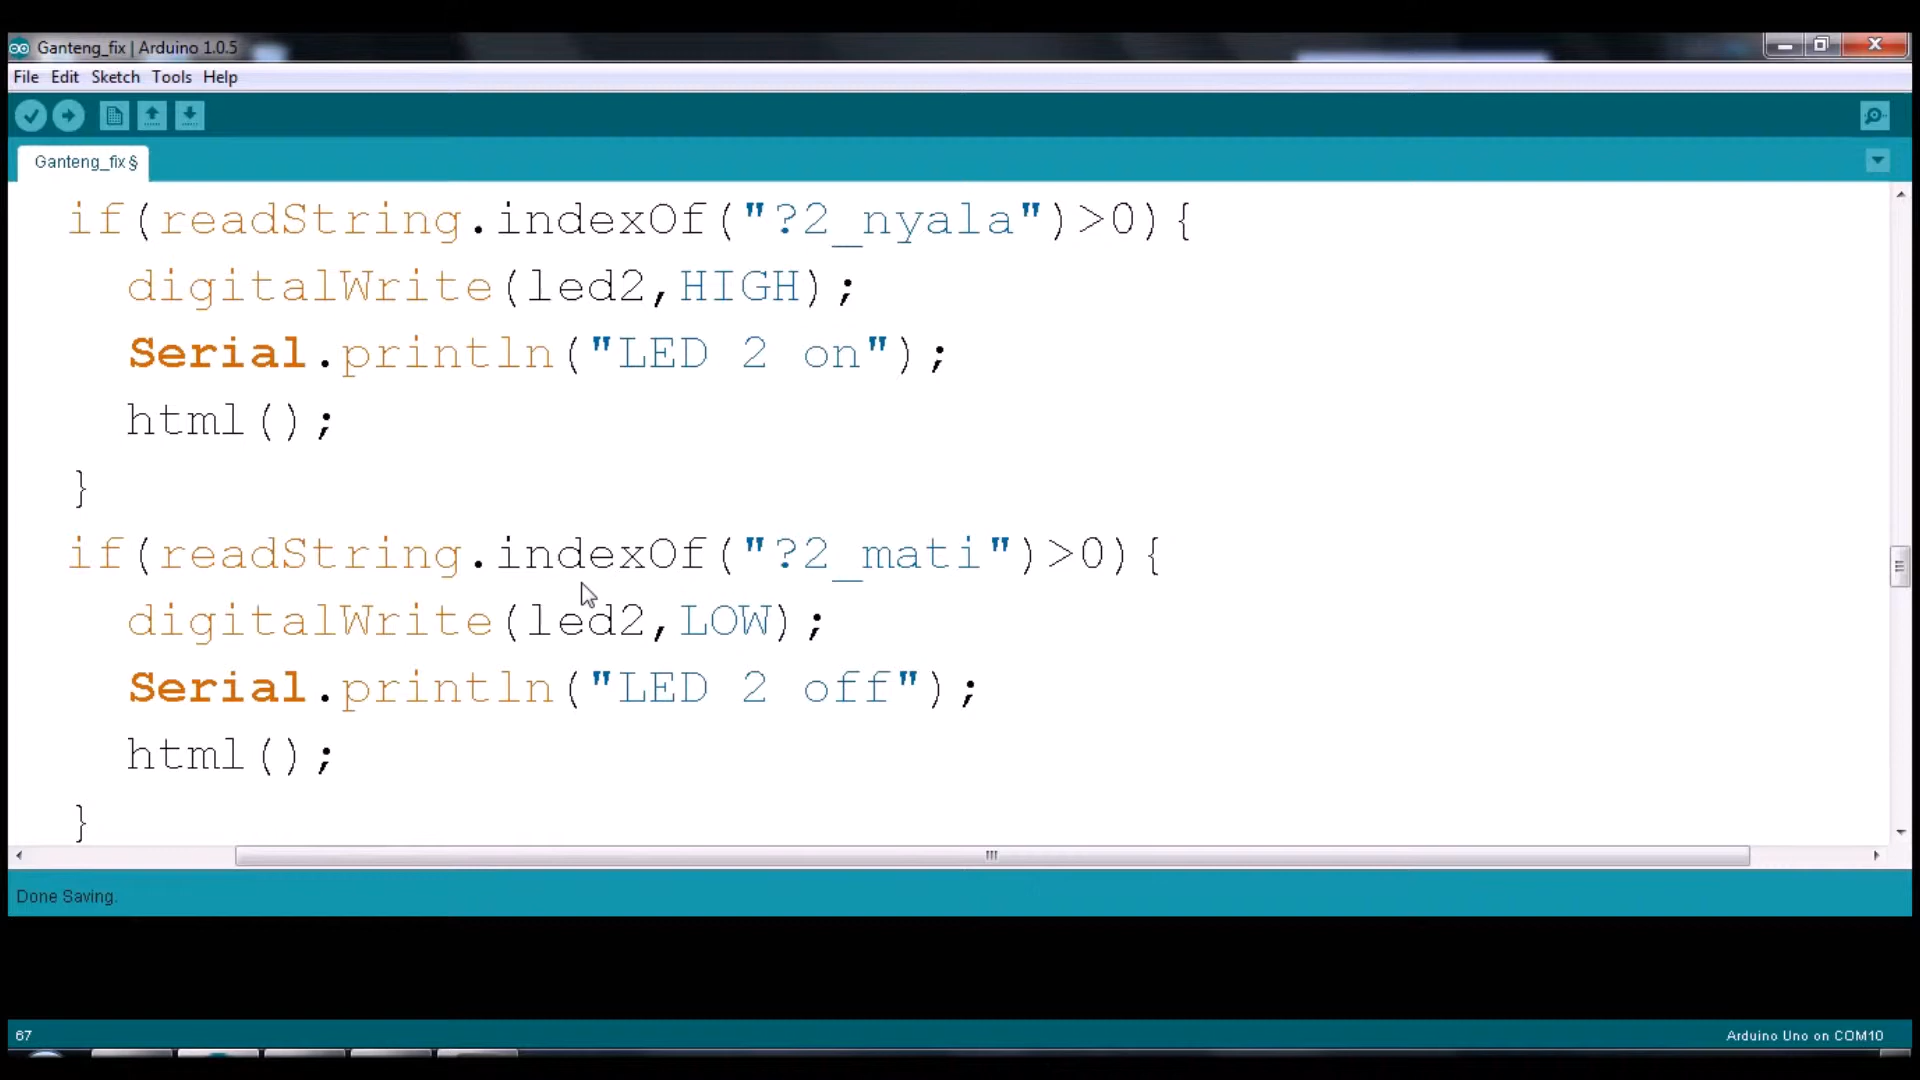 Ganteng_fix | Arduino 1.0.5
File Edit Sketch Tools Help
Ganteng_fix §
if(readString.indexOf("?2_nyala")>0){
digitalWrite(led2,HIGH);
Serial.println("LED 2 on");
html();
}
if(readString.indexOf("?2_mati")>0){
digitalWrite(led2,LOW);
Serial.println("LED 2 off");
html();
}
Done Saving.
67
Arduino Uno on COM10